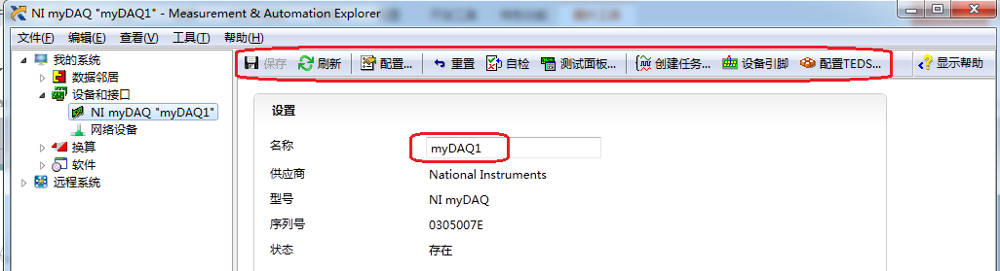 NI myDAQ "myDAQ1" - Measurement & Automation Explorer
文件(F) 编辑(E) 查看(V) 工具(T) 帮助(H)
我的系统
数据邻居
设备和接口
NI myDAQ "myDAQ1"
网络设备
换算
软件
远程系统
保存 刷新 配置... 重置 自检 测试面板... 创建任务... 设备引脚 配置TEDS... 显示帮助
设置
名称 myDAQ1
供应商 National Instruments
型号 NI myDAQ
序列号 0305007E
状态 存在